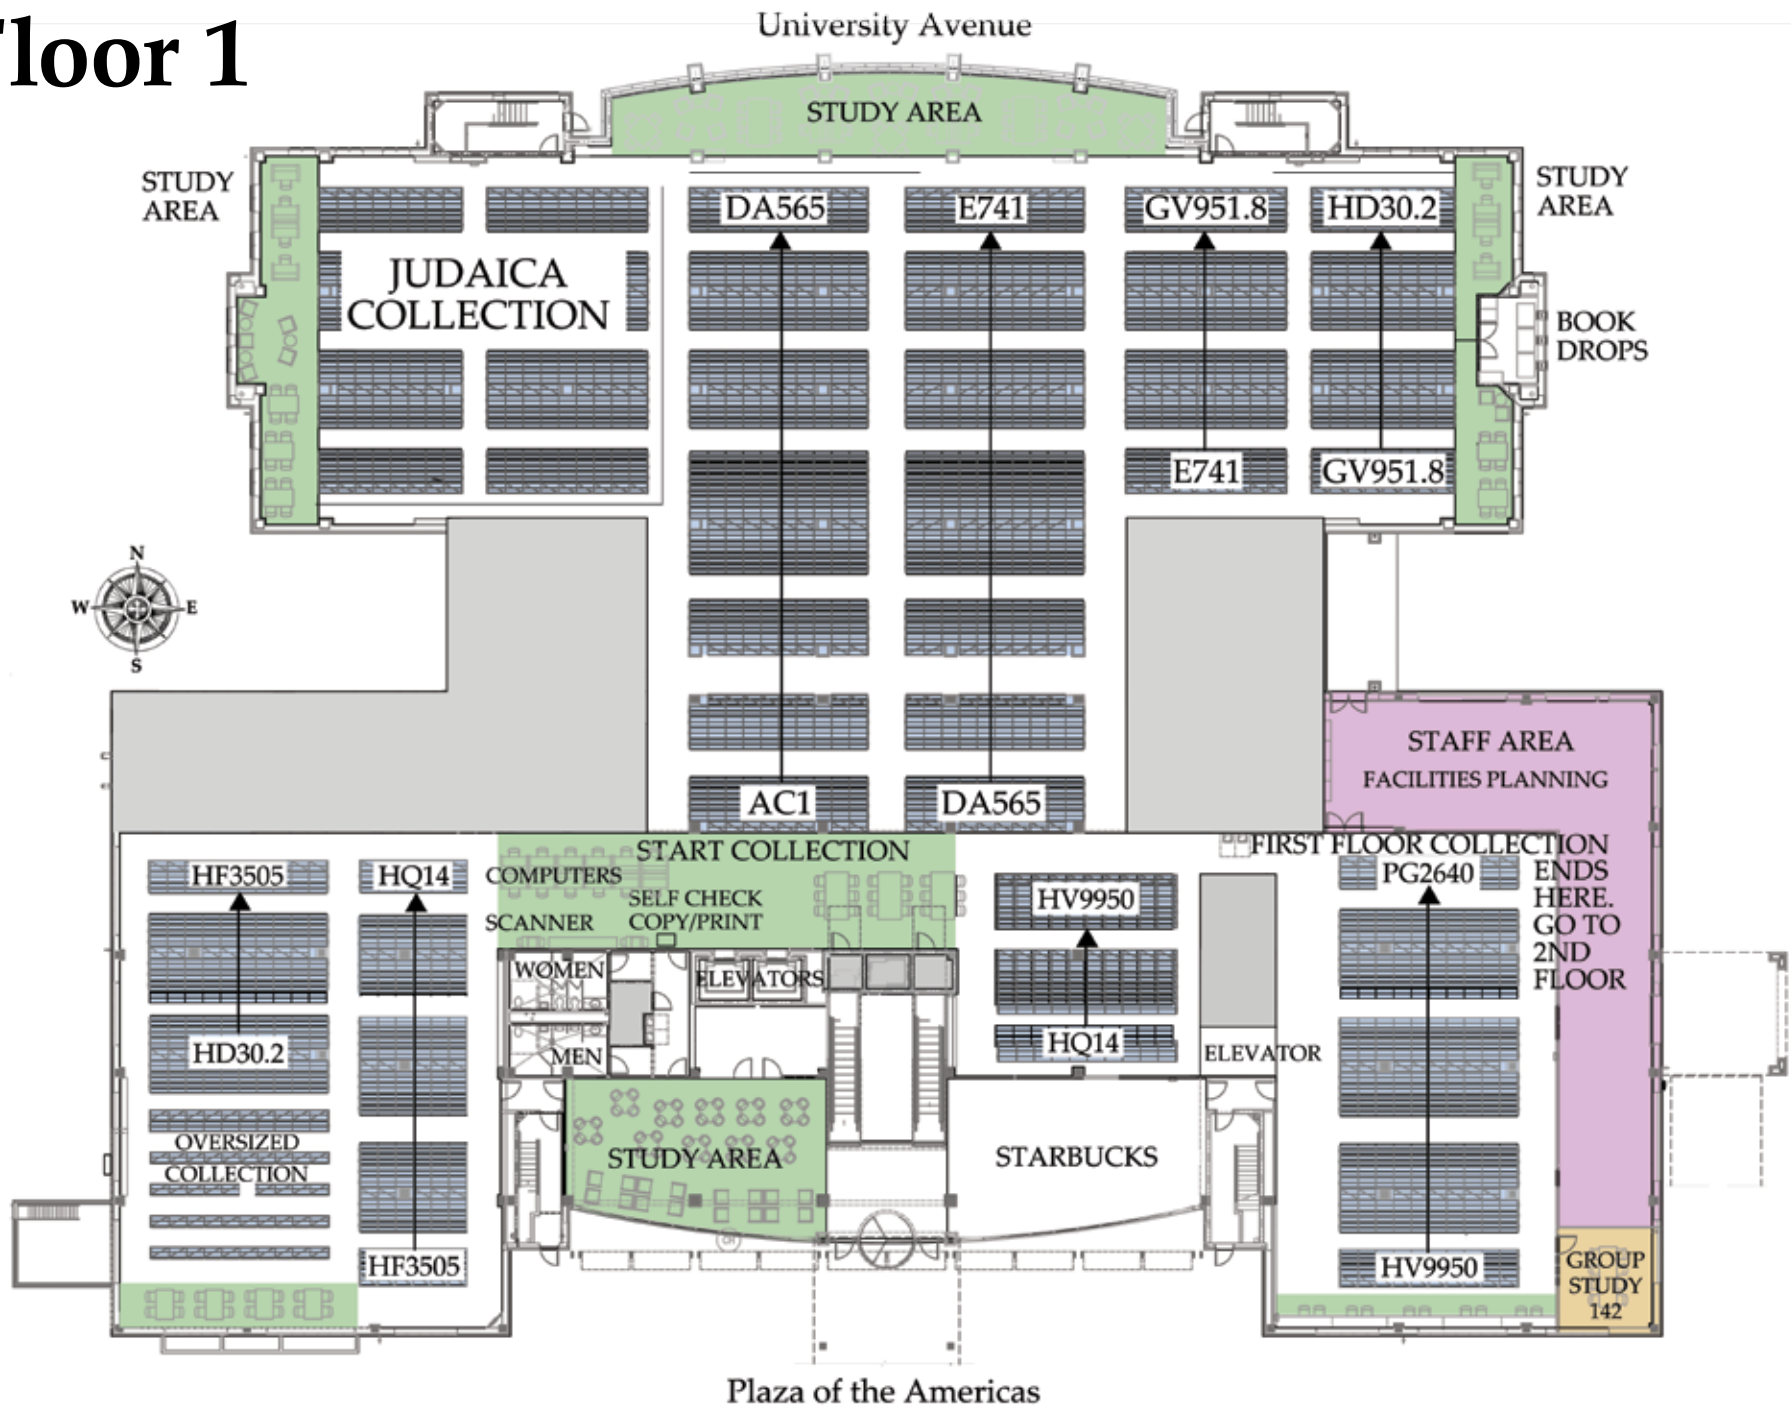 Floor 1
University Avenue
STUDY AREA
STUDY
AREA
STUDY
AREA
DA565
E741
GV951.8
HD30.2
JUDAICA
COLLECTION
BOOK
DROPS
E741
GV951.8
N
W
E
S
STAFF AREA
FACILITIES PLANNING
AC1
DA565
START COLLECTION
FIRST FLOOR COLLECTION
ENDS
HERE.
GO TO
2ND
FLOOR
HF3505
HQ14
COMPUTERS
SELF CHECK
COPY/PRINT
SCANNER
HV9950
PG2640
WOMEN
ELEVATORS
MEN
HD30.2
HQ14
ELEVATOR
OVERSIZED
COLLECTION
STUDY AREA
STARBUCKS
HF3505
HV9950
GROUP
STUDY
142
Plaza of the Americas